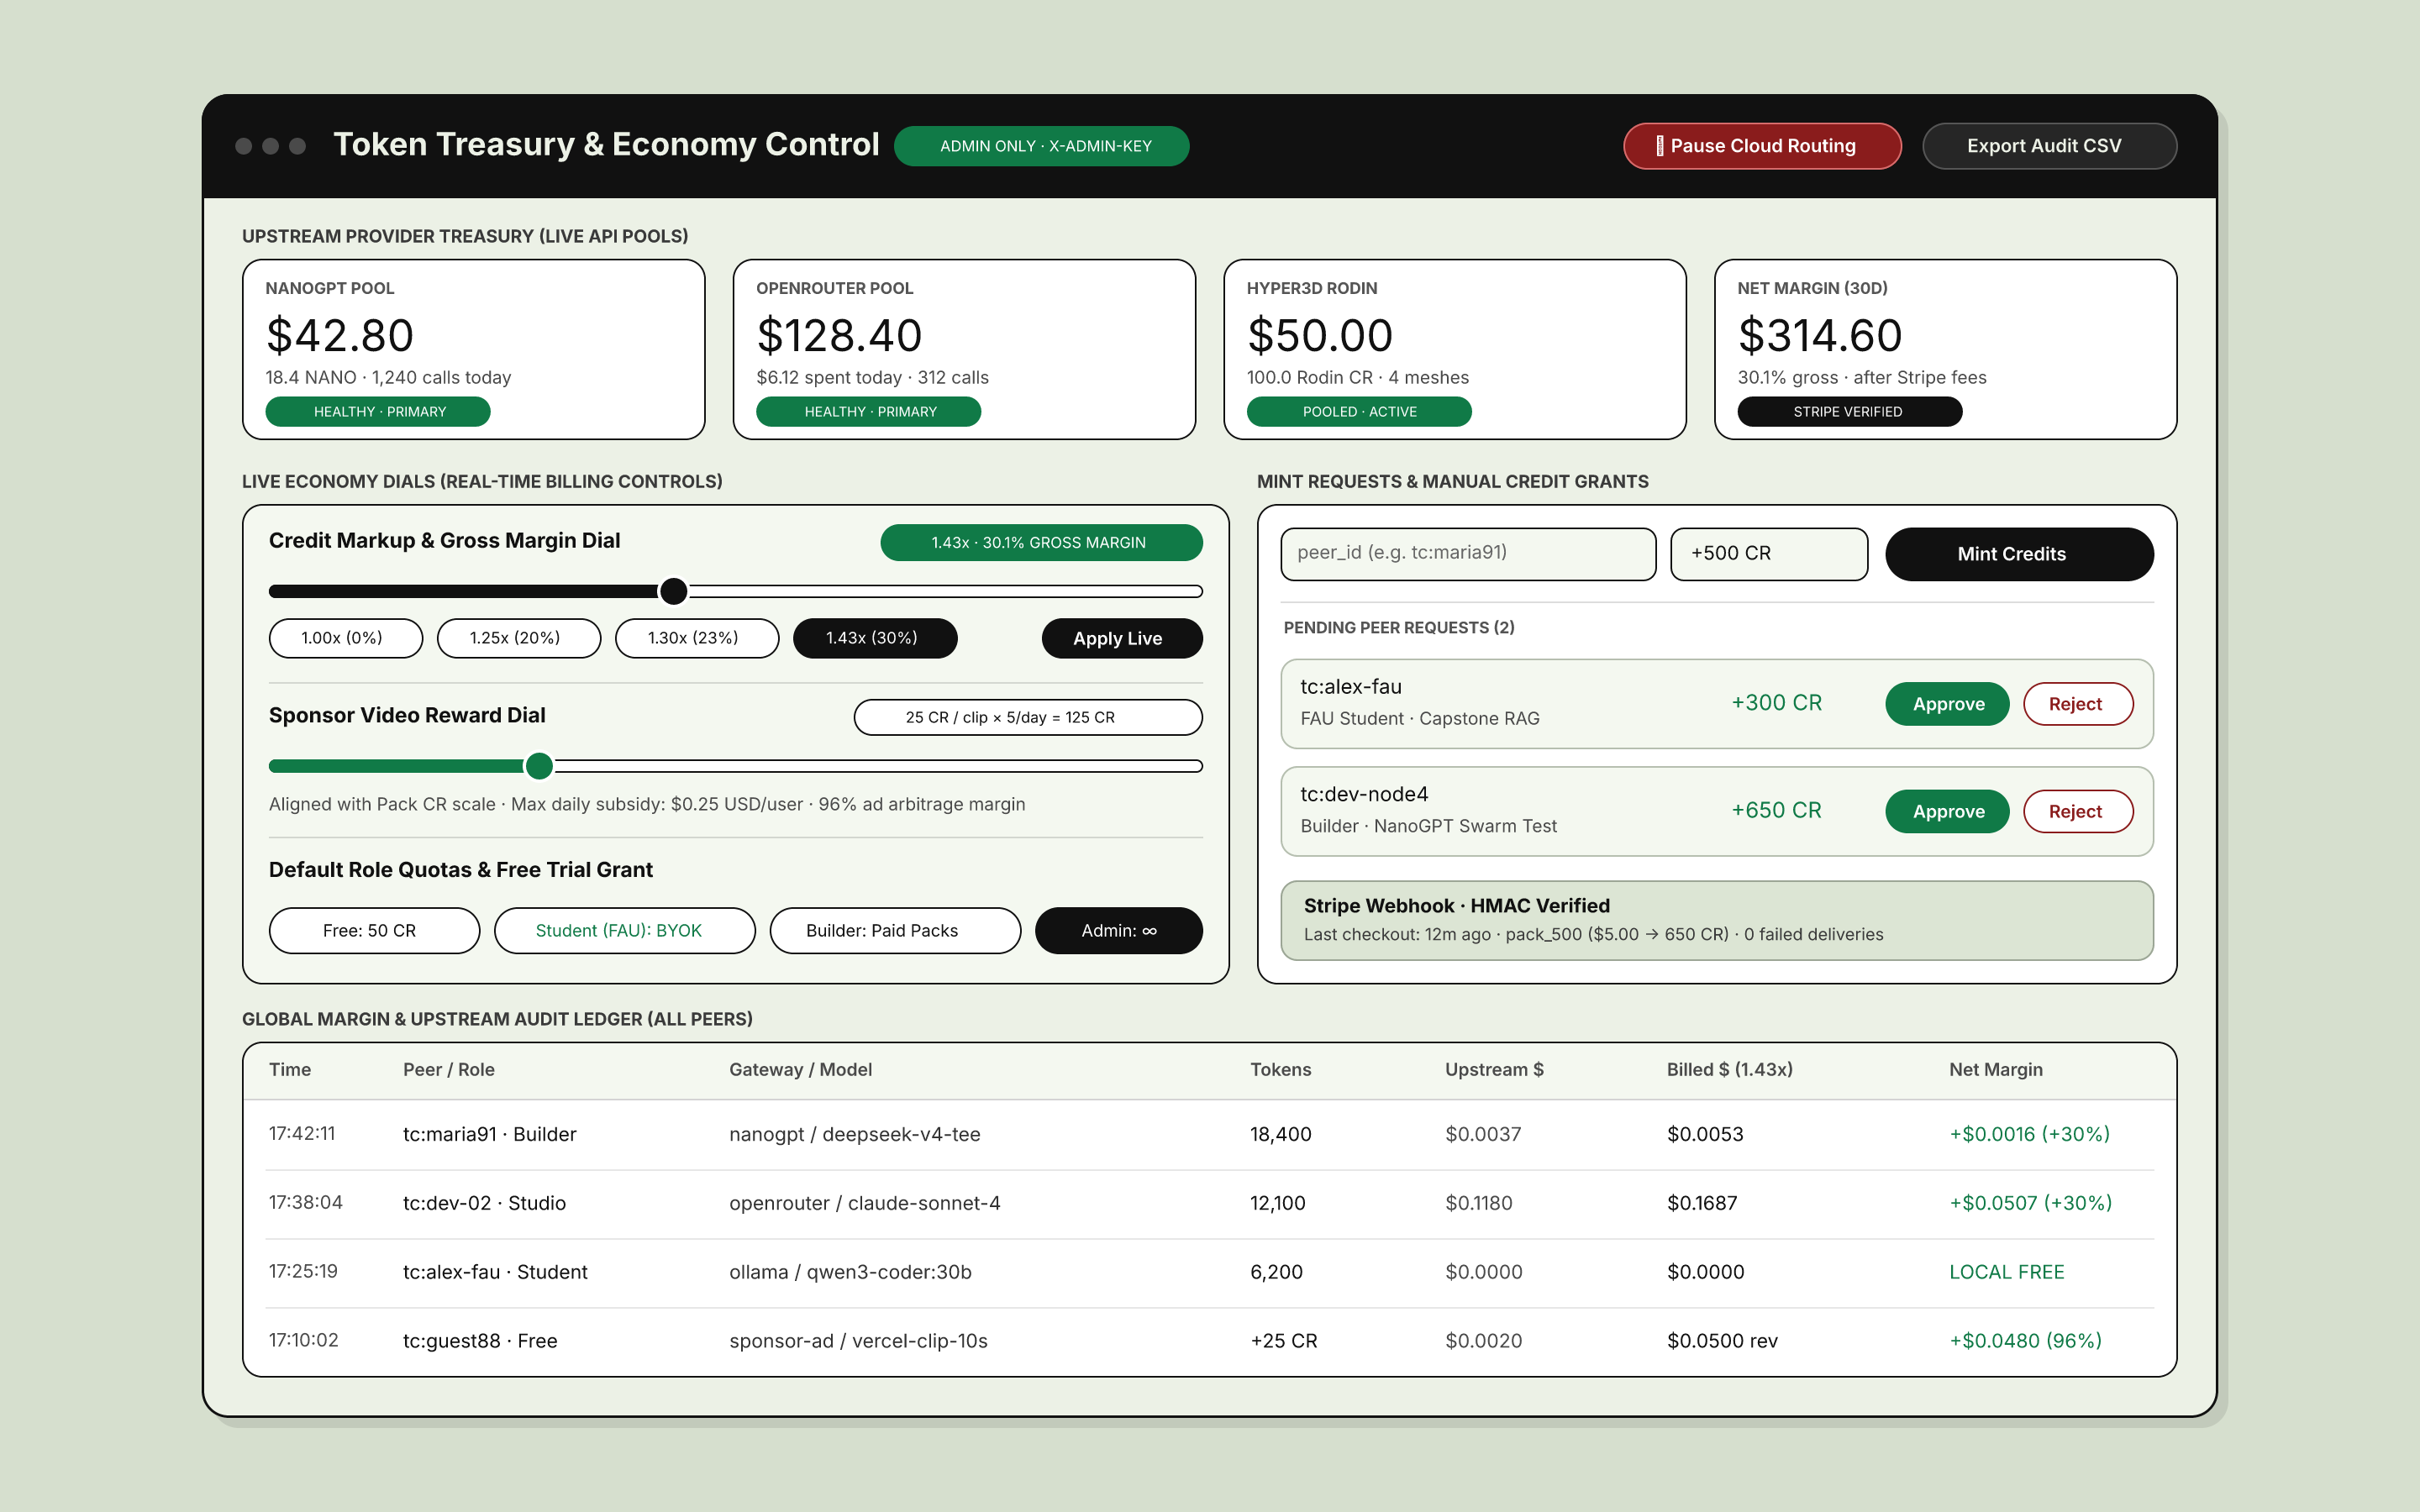 Token Treasury & Economy Control
ADMIN ONLY · X-ADMIN-KEY
Pause Cloud Routing
Export Audit CSV
UPSTREAM PROVIDER TREASURY (LIVE API POOLS)
NANOGPT POOL
$42.80
18.4 NANO · 1,240 calls today
HEALTHY · PRIMARY
OPENROUTER POOL
$128.40
$6.12 spent today · 312 calls
HEALTHY · PRIMARY
HYPER3D RODIN
$50.00
100.0 Rodin CR · 4 meshes
POOLED · ACTIVE
NET MARGIN (30D)
$314.60
30.1% gross · after Stripe fees
STRIPE VERIFIED
LIVE ECONOMY DIALS (REAL-TIME BILLING CONTROLS)
Credit Markup & Gross Margin Dial
1.43x · 30.1% GROSS MARGIN
1.00x (0%)
1.25x (20%)
1.30x (23%)
1.43x (30%)
Apply Live
Sponsor Video Reward Dial
25 CR / clip × 5/day = 125 CR
Aligned with Pack CR scale · Max daily subsidy: $0.25 USD/user · 96% ad arbitrage margin
Default Role Quotas & Free Trial Grant
Free: 50 CR
Student (FAU): BYOK
Builder: Paid Packs
Admin: ∞
MINT REQUESTS & MANUAL CREDIT GRANTS
peer_id (e.g. tc:maria91)
+500 CR
Mint Credits
PENDING PEER REQUESTS (2)
tc:alex-fau
FAU Student · Capstone RAG
+300 CR
Approve
Reject
tc:dev-node4
Builder · NanoGPT Swarm Test
+650 CR
Approve
Reject
Stripe Webhook · HMAC Verified
Last checkout: 12m ago · pack_500 ($5.00 → 650 CR) · 0 failed deliveries
GLOBAL MARGIN & UPSTREAM AUDIT LEDGER (ALL PEERS)
Time Peer / Role Gateway / Model Tokens Upstream $ Billed $ (1.43x) Net Margin
17:42:11 tc:maria91 · Builder nanogpt / deepseek-v4-tee 18,400 $0.0037 $0.0053 +$0.0016 (+30%)
17:38:04 tc:dev-02 · Studio openrouter / claude-sonnet-4 12,100 $0.1180 $0.1687 +$0.0507 (+30%)
17:25:19 tc:alex-fau · Student ollama / qwen3-coder:30b 6,200 $0.0000 $0.0000 LOCAL FREE
17:10:02 tc:guest88 · Free sponsor-ad / vercel-clip-10s +25 CR $0.0020 $0.0500 rev +$0.0480 (96%)